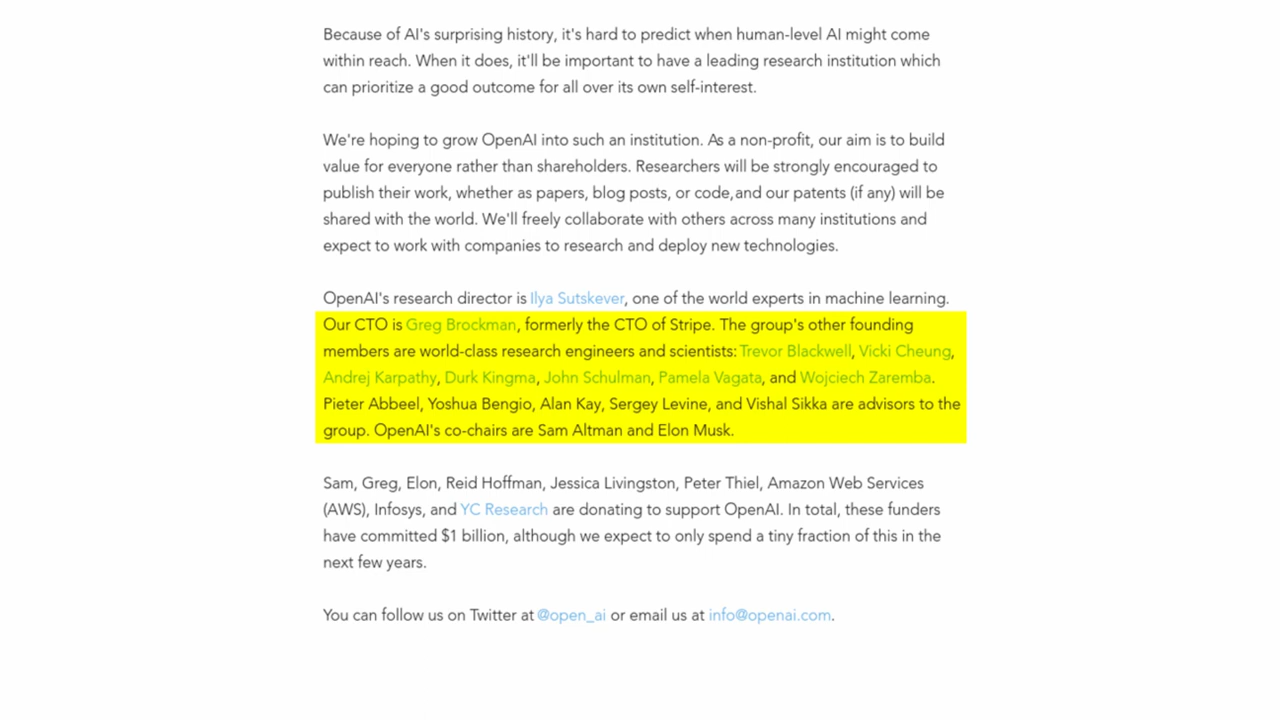 Because of AI's surprising history, it's hard to predict when human-level AI might come
within reach. When it does, it'll be important to have a leading research institution which
can prioritize a good outcome for all over its own self-interest.
We're hoping to grow OpenAI into such an institution. As a non-profit, our aim is to build
value for everyone rather than shareholders. Researchers will be strongly encouraged to
publish their work, whether as papers, blog posts, or code, and our patents (if any) will be
shared with the world. We'll freely collaborate with others across many institutions and
expect to work with companies to research and deploy new technologies.
OpenAI's research director is Ilya Sutskever, one of the world experts in machine learning.
Our CTO is Greg Brockman, formerly the CTO of Stripe. The group's other founding
members are world-class research engineers and scientists: Trevor Blackwell, Vicki Cheung,
Andrej Karpathy, Durk Kingma, John Schulman, Pamela Vagata, and Wojciech Zaremba.
Pieter Abbeel, Yoshua Bengio, Alan Kay, Sergey Levine, and Vishal Sikka are advisors to the
group. OpenAI's co-chairs are Sam Altman and Elon Musk.
Sam, Greg, Elon, Reid Hoffman, Jessica Livingston, Peter Thiel, Amazon Web Services
(AWS), Infosys, and YC Research are donating to support OpenAI. In total, these funders
have committed $1 billion, although we expect to only spend a tiny fraction of this in the
next few years.
You can follow us on Twitter at @open_ai or email us at info@openai.com.